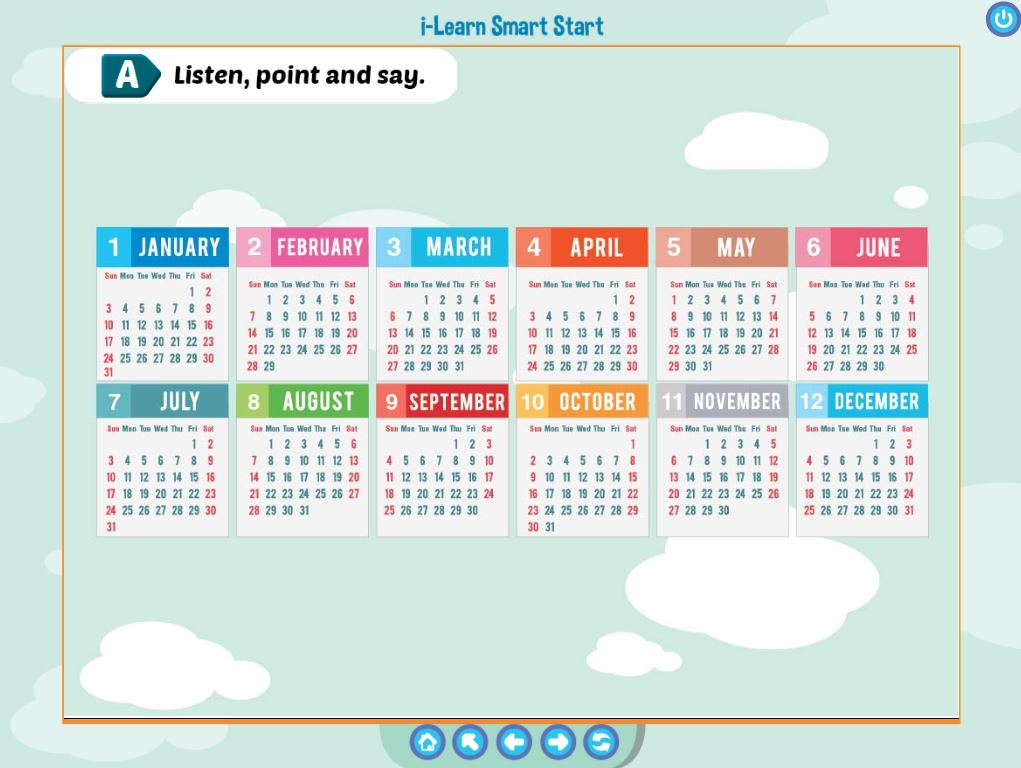 i-Learn Smart Start
A Listen, point and say.
1 JANUARY 2 FEBRUARY 3 MARCH 4 APRIL 5 MAY 6 JUNE
Sun Mon Tue Wed Thu Fri Sat
1 2
3 4 5 6 7 8 9
10 11 12 13 14 15 16
17 18 19 20 21 22 23
24 25 26 27 28 29 30
31
Sun Mon Tue Wed Thu Fri Sat
1 2 3 4 5 6
7 8 9 10 11 12 13
14 15 16 17 18 19 20
21 22 23 24 25 26 27
28 29
Sun Mon Tue Wed Thu Fri Sat
1 2 3 4 5
6 7 8 9 10 11 12
13 14 15 16 17 18 19
20 21 22 23 24 25 26
27 28 29 30 31
Sun Mon Tue Wed Thu Fri Sat
1 2
3 4 5 6 7 8 9
10 11 12 13 14 15 16
17 18 19 20 21 22 23
24 25 26 27 28 29 30
Sun Mon Tue Wed Thu Fri Sat
1 2 3 4 5 6 7
8 9 10 11 12 13 14
15 16 17 18 19 20 21
22 23 24 25 26 27 28
29 30 31
Sun Mon Tue Wed Thu Fri Sat
1 2 3 4
5 6 7 8 9 10 11
12 13 14 15 16 17 18
19 20 21 22 23 24 25
26 27 28 29 30
7 JULY 8 AUGUST 9 SEPTEMBER 10 OCTOBER 11 NOVEMBER 12 DECEMBER
Sun Mon Tue Wed Thu Fri Sat
1 2
3 4 5 6 7 8 9
10 11 12 13 14 15 16
17 18 19 20 21 22 23
24 25 26 27 28 29 30
31
Sun Mon Tue Wed Thu Fri Sat
1 2 3 4 5 6
7 8 9 10 11 12 13
14 15 16 17 18 19 20
21 22 23 24 25 26 27
28 29 30 31
Sun Mon Tue Wed Thu Fri Sat
1 2 3
4 5 6 7 8 9 10
11 12 13 14 15 16 17
18 19 20 21 22 23 24
25 26 27 28 29 30
Sun Mon Tue Wed Thu Fri Sat
1
2 3 4 5 6 7 8
9 10 11 12 13 14 15
16 17 18 19 20 21 22
23 24 25 26 27 28 29
30 31
Sun Mon Tue Wed Thu Fri Sat
1 2 3 4 5
6 7 8 9 10 11 12
13 14 15 16 17 18 19
20 21 22 23 24 25 26
27 28 29 30
Sun Mon Tue Wed Thu Fri Sat
1 2 3
4 5 6 7 8 9 10
11 12 13 14 15 16 17
18 19 20 21 22 23 24
25 26 27 28 29 30 31